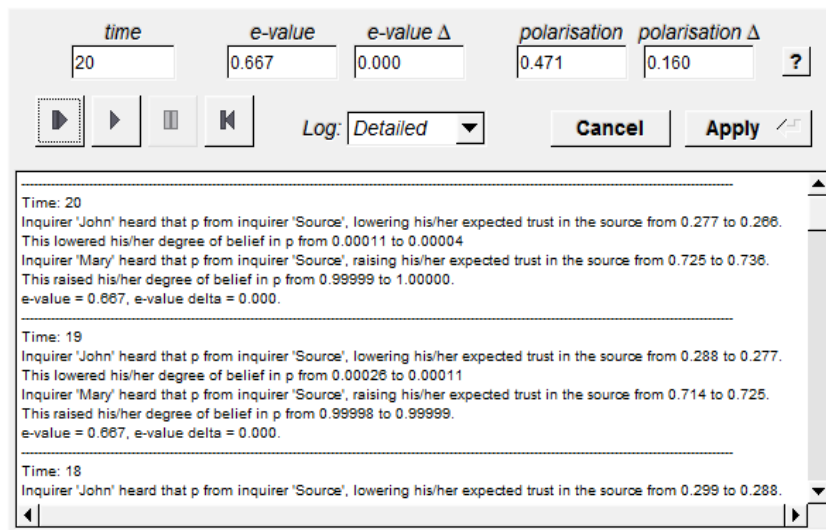 time e-value e-value Δ polarisation polarisation Δ
20 0.667 0.000 0.471 0.160 ?
Log: Detailed Cancel Apply
Time: 20
Inquirer 'John' heard that p from inquirer 'Source', lowering his/her expected trust in the source from 0.277 to 0.266.
This lowered his/her degree of belief in p from 0.00011 to 0.00004
Inquirer 'Mary' heard that p from inquirer 'Source', raising his/her expected trust in the source from 0.725 to 0.736.
This raised his/her degree of belief in p from 0.99999 to 1.00000.
e-value = 0.667, e-value delta = 0.000.
Time: 19
Inquirer 'John' heard that p from inquirer 'Source', lowering his/her expected trust in the source from 0.288 to 0.277.
This lowered his/her degree of belief in p from 0.00026 to 0.00011
Inquirer 'Mary' heard that p from inquirer 'Source', raising his/her expected trust in the source from 0.714 to 0.725.
This raised his/her degree of belief in p from 0.99998 to 0.99999.
e-value = 0.667, e-value delta = 0.000.
Time: 18
Inquirer 'John' heard that p from inquirer 'Source', lowering his/her expected trust in the source from 0.299 to 0.288.